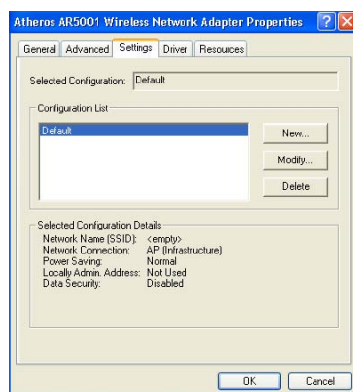 Atheros AR5001 Wireless Network Adapter Properties
General Advanced Settings Driver Resources
Selected Configuration: Default
Configuration List
Default
New...
Modify...
Delete
Selected Configuration Details
Network Name (SSID): <empty>
Network Connection: AP (Infrastructure)
Power Saving: Normal
Locally Admin. Address: Not Used
Data Security: Disabled
OK Cancel